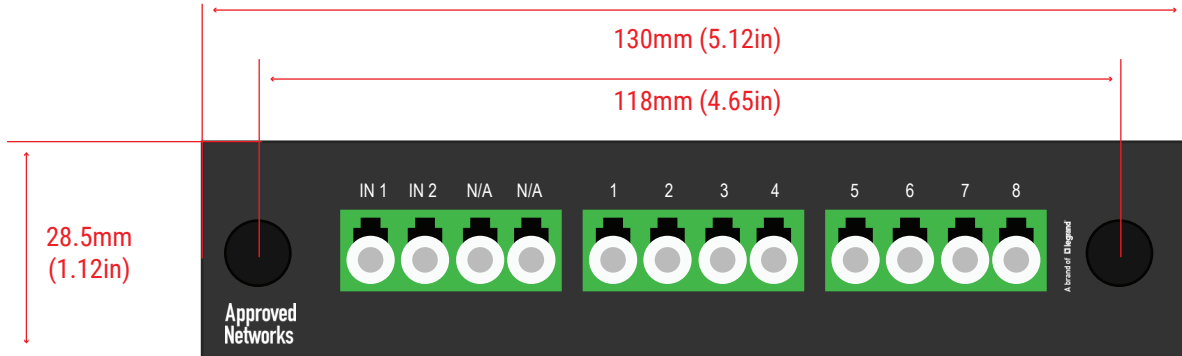 130mm (5.12in)
118mm (4.65in)
IN 1 IN 2 N/A N/A 1 2 3 4 5 6 7 8
28.5mm
(1.12in)
A brand of legrand
Approved
Networks